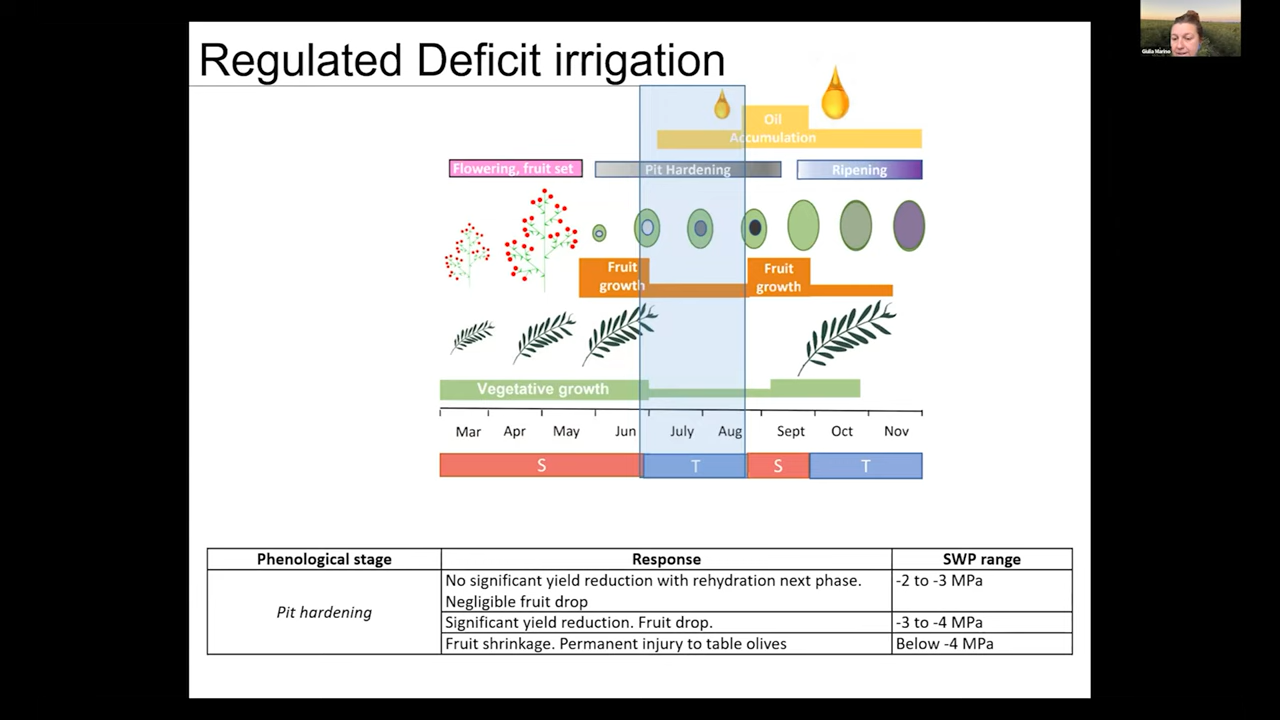 Regulated Deficit irrigation
Giulia Marino
Oil
Accumulation
Flowering, fruit set
Pit Hardening
Ripening
Fruit
growth
Fruit
growth
Vegetative growth
Mar Apr May Jun July Aug Sept Oct Nov
S T S T
Phenological stage Response SWP range
Pit hardening
No significant yield reduction with rehydration next phase. -2 to -3 MPa
Negligible fruit drop
Significant yield reduction. Fruit drop. -3 to -4 MPa
Fruit shrinkage. Permanent injury to table olives Below -4 MPa